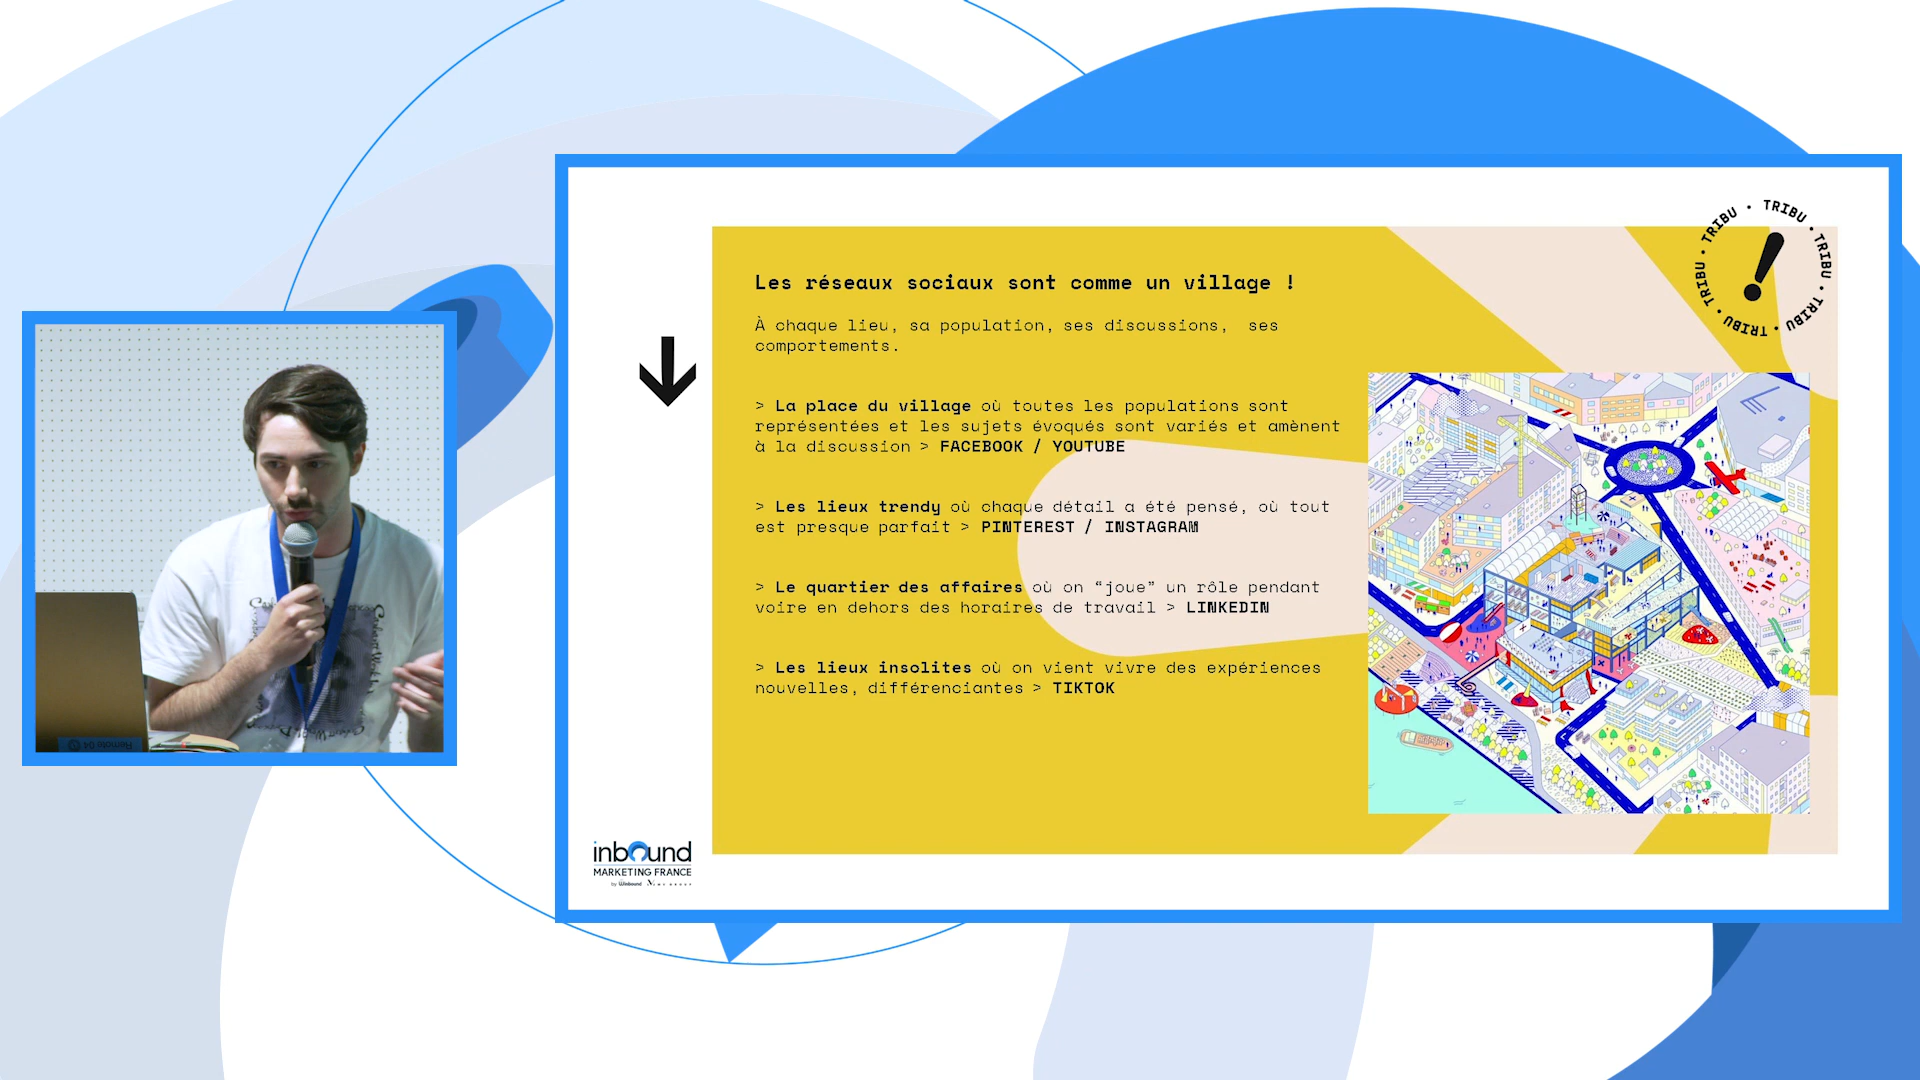 TRIBU • TRIBU • TRIBU • TRIBU • TRIBU • TRIBU •
Les réseaux sociaux sont comme un village !
À chaque lieu, sa population, ses discussions, ses
comportements.
> La place du village où toutes les populations sont
représentées et les sujets évoqués sont variés et amènent
à la discussion > FACEBOOK / YOUTUBE
> Les lieux trendy où chaque détail a été pensé, où tout
est presque parfait > PINTEREST / INSTAGRAM
> Le quartier des affaires où on “joue” un rôle pendant
voire en dehors des horaires de travail > LINKEDIN
> Les lieux insolites où on vient vivre des expériences
nouvelles, différenciantes > TIKTOK
inbound
MARKETING FRANCE
by Winbound